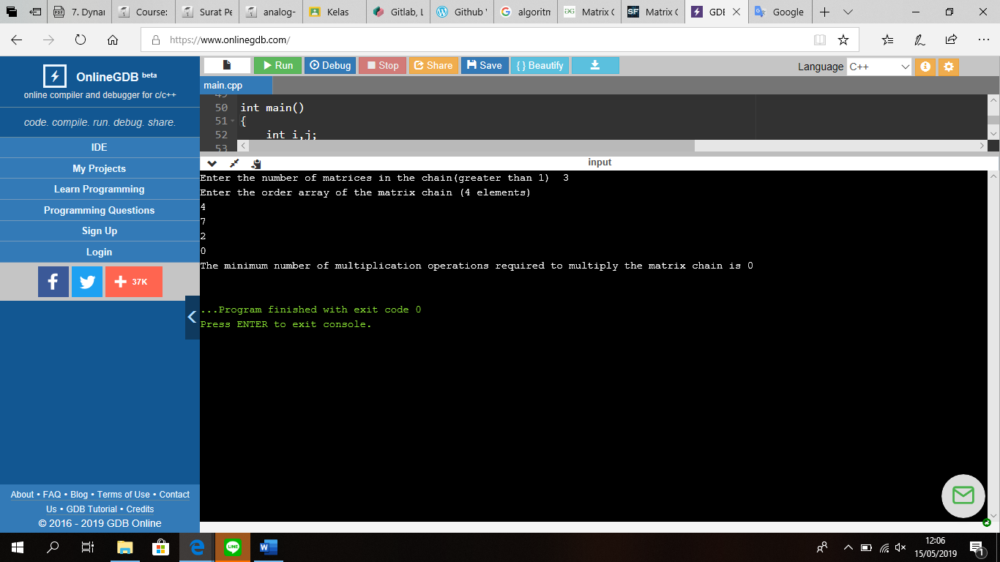 7. Dynar
Course:
Surat Pe
analog-
Kelas
Gitlab, L
Github
algoritm
Matrix C
Matrix C
GDB
Google
https://www.onlinegdb.com/
OnlineGDB beta
online compiler and debugger for c/c++
code. compile. run. debug. share.
IDE
My Projects
Learn Programming
Programming Questions
Sign Up
Login
37K
About • FAQ • Blog • Terms of Use • Contact
Us • GDB Tutorial • Credits
© 2016 - 2019 GDB Online
Run Debug Stop Share Save { } Beautify
Language C++
main.cpp
49
50 int main()
51 {
52 int i,j;
53
input
Enter the number of matrices in the chain(greater than 1) 3
Enter the order array of the matrix chain (4 elements)
4
7
2
0
The minimum number of multiplication operations required to multiply the matrix chain is 0
...Program finished with exit code 0
Press ENTER to exit console.
12:06
15/05/2019
1